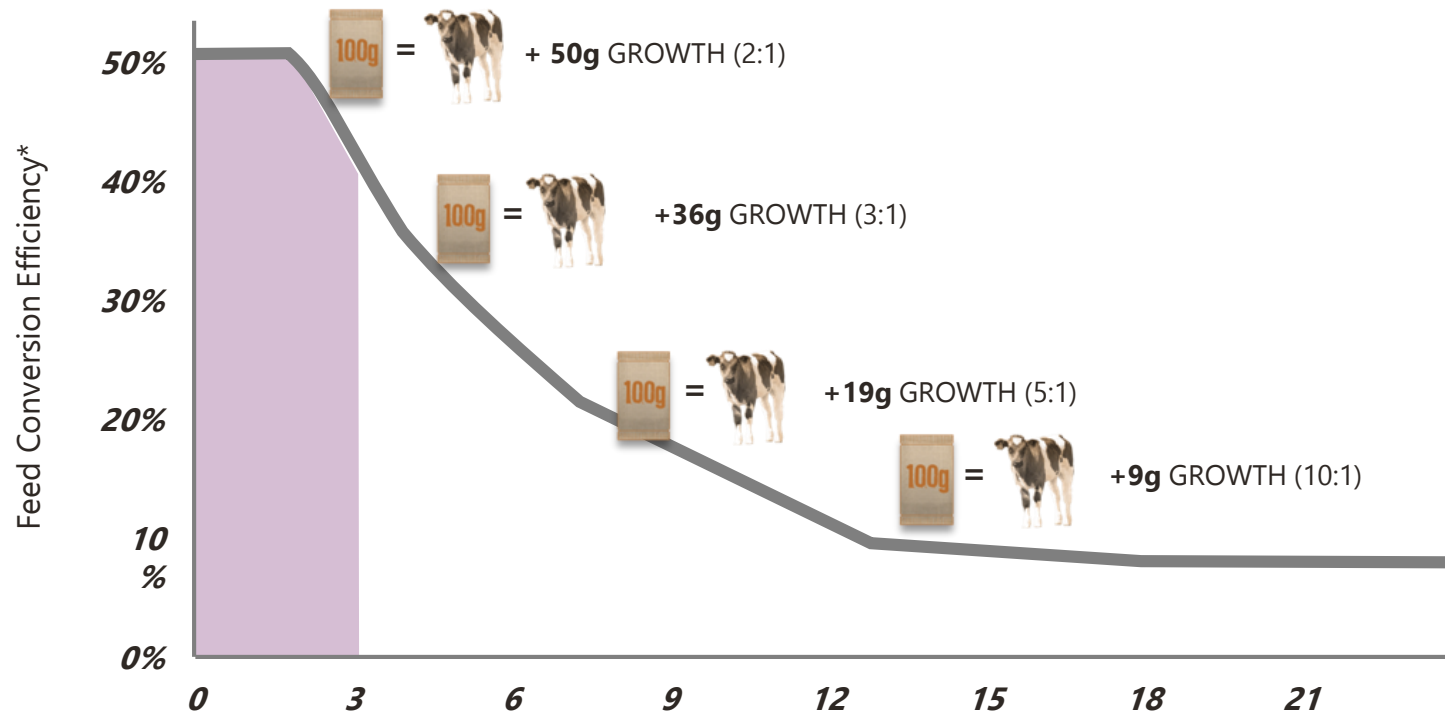 Feed Conversion Efficiency*
50%
40%
30%
20%
10
%
0%
100g = + 50g GROWTH (2:1)
100g = +36g GROWTH (3:1)
100g = +19g GROWTH (5:1)
100g = +9g GROWTH (10:1)
0 3 6 9 12 15 18 21